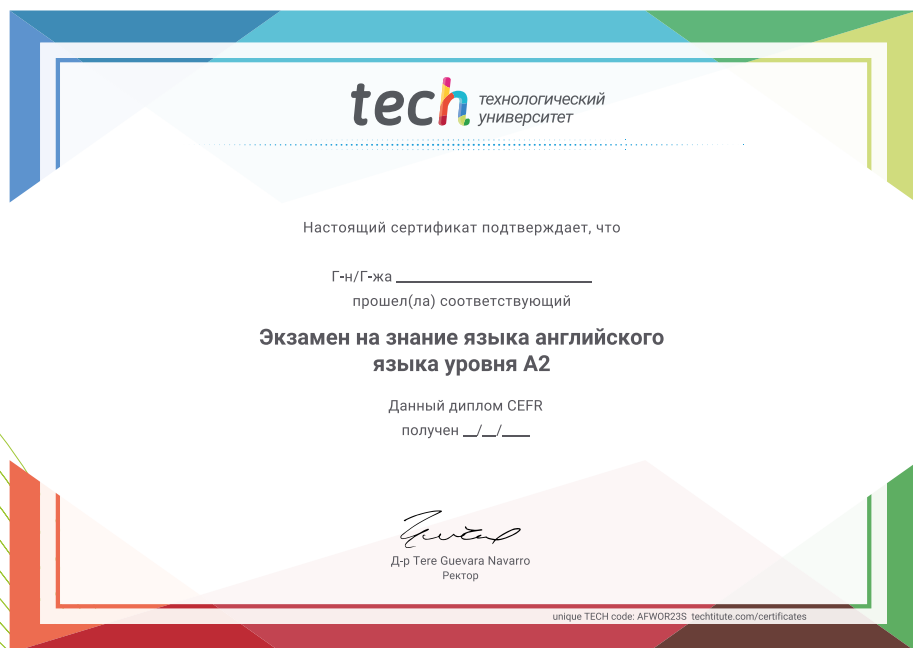 tech технологический
университет
Настоящий сертификат подтверждает, что
Г-н/Г-жа
прошел(ла) соответствующий
Экзамен на знание языка английского
языка уровня А2
Данный диплом CEFR
получен __/__/____
Д-р Tere Guevara Navarro
Ректор
unique TECH code: AFWOR23S techtitute.com/certificates